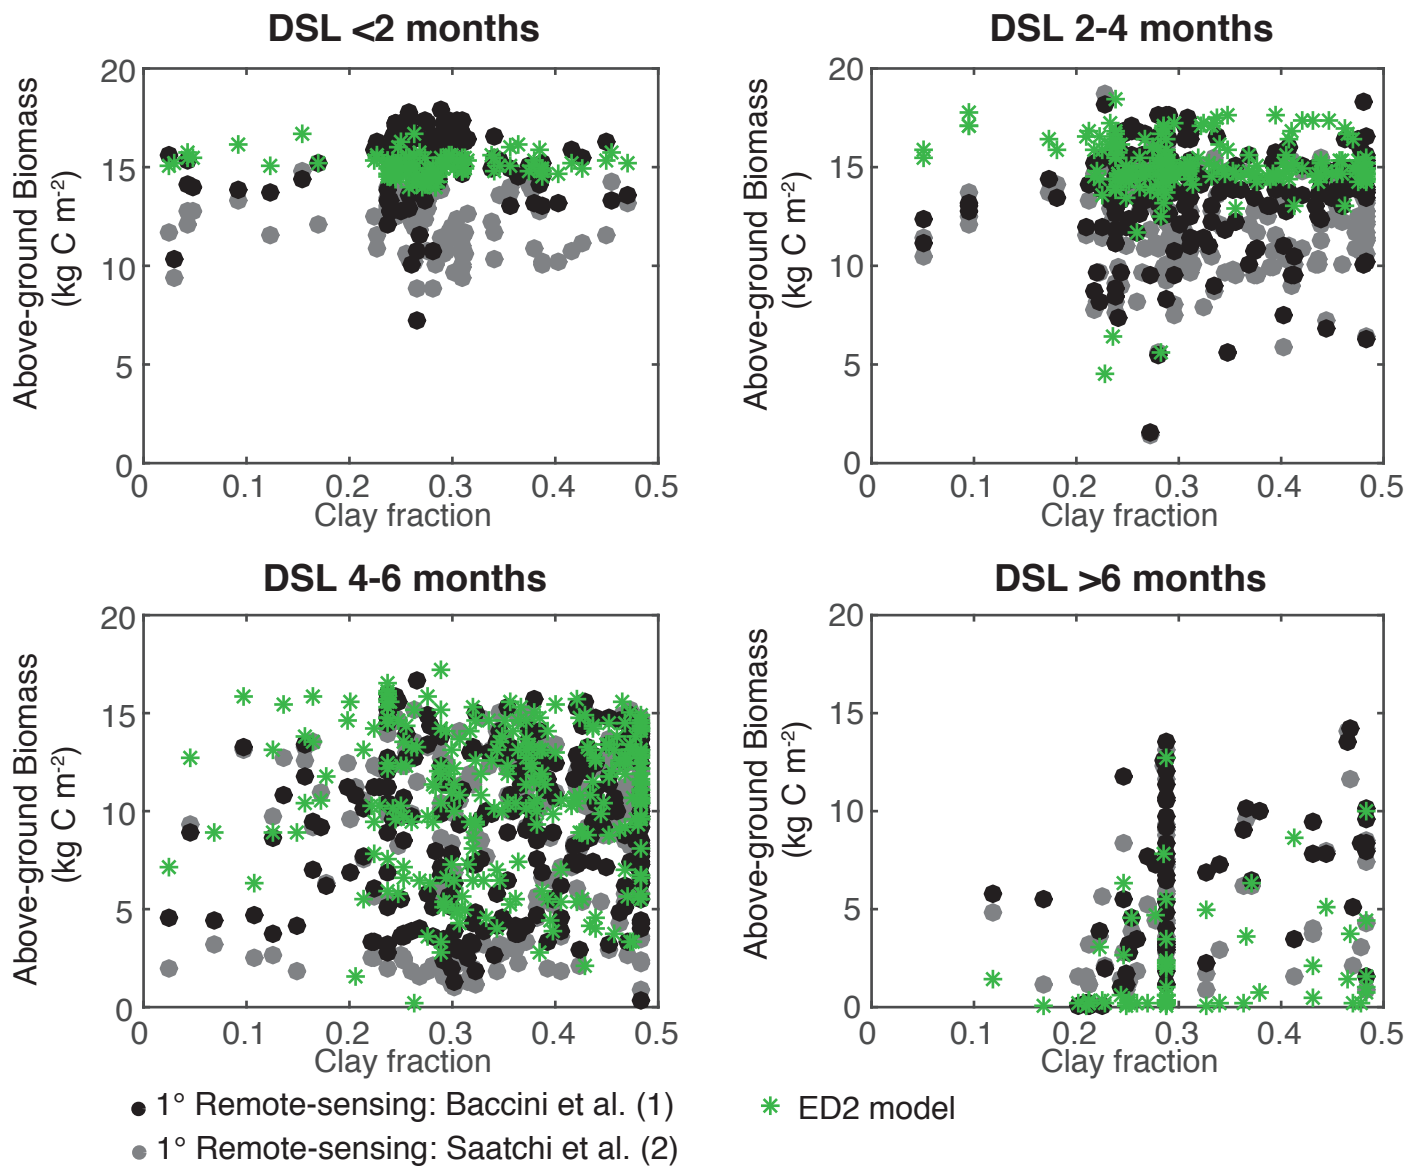 DSL <2 months
DSL 2-4 months
Above-ground Biomass
(kg C m-2)
20
15
10
5
0
0 0.1 0.2 0.3 0.4 0.5
Clay fraction
Above-ground Biomass
(kg C m-2)
20
15
10
5
0
0 0.1 0.2 0.3 0.4 0.5
Clay fraction
DSL 4-6 months
DSL >6 months
Above-ground Biomass
(kg C m-2)
20
15
10
5
0
0 0.1 0.2 0.3 0.4 0.5
Clay fraction
Above-ground Biomass
(kg C m-2)
20
15
10
5
0
0 0.1 0.2 0.3 0.4 0.5
Clay fraction
1° Remote-sensing: Baccini et al. (1)
1° Remote-sensing: Saatchi et al. (2)
ED2 model